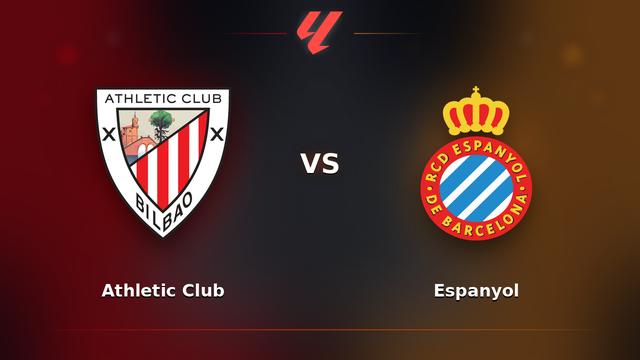 ATHLETIC CLUB
X X
BILBAO
VS
RCD ESPANYOL
DE BARCELONA
Athletic Club
Espanyol